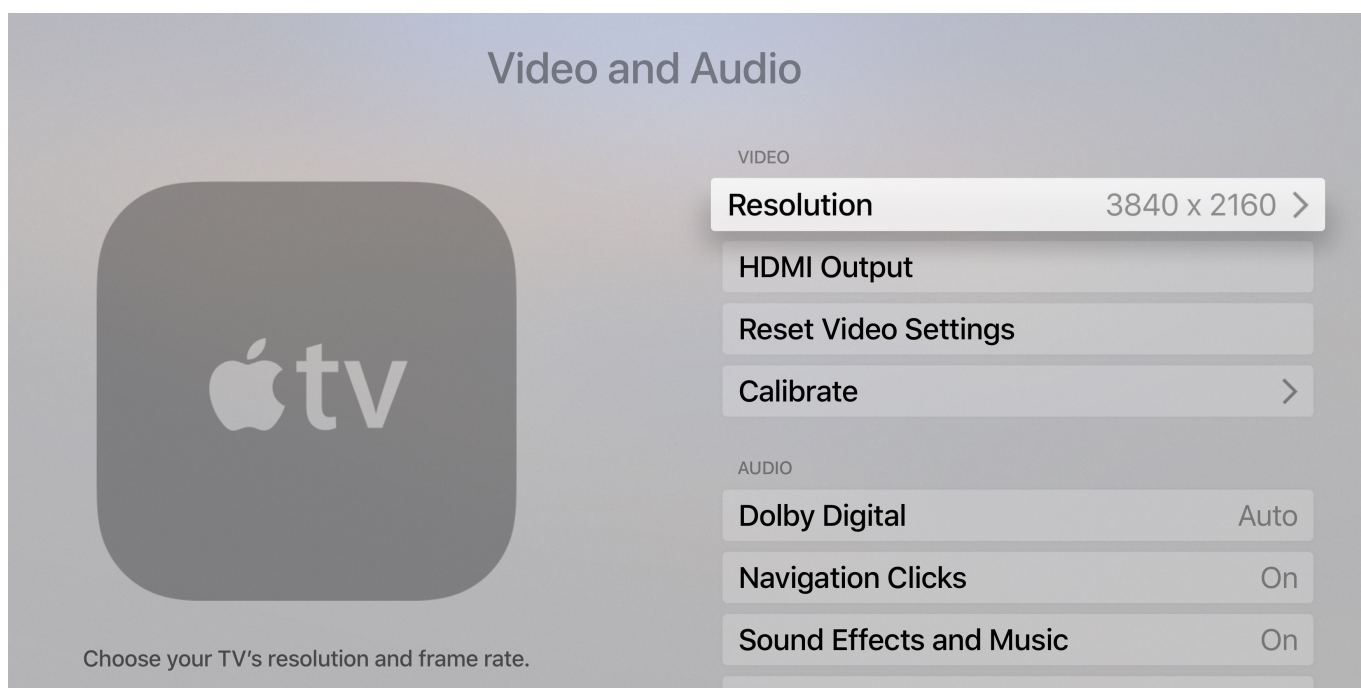 Video and Audio
VIDEO
Resolution 3840 x 2160
HDMI Output
Reset Video Settings
Calibrate
AUDIO
Dolby Digital Auto
Navigation Clicks On
Sound Effects and Music On
tv
Choose your TV’s resolution and frame rate.